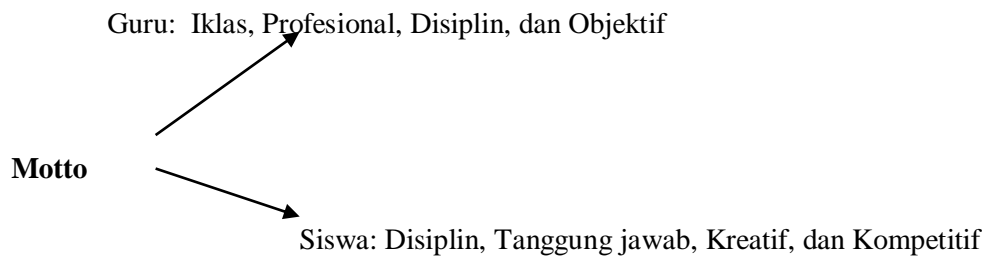 Guru: Iklas, Profesional, Disiplin, dan Objektif
Motto
Siswa: Disiplin, Tanggung jawab, Kreatif, dan Kompetitif